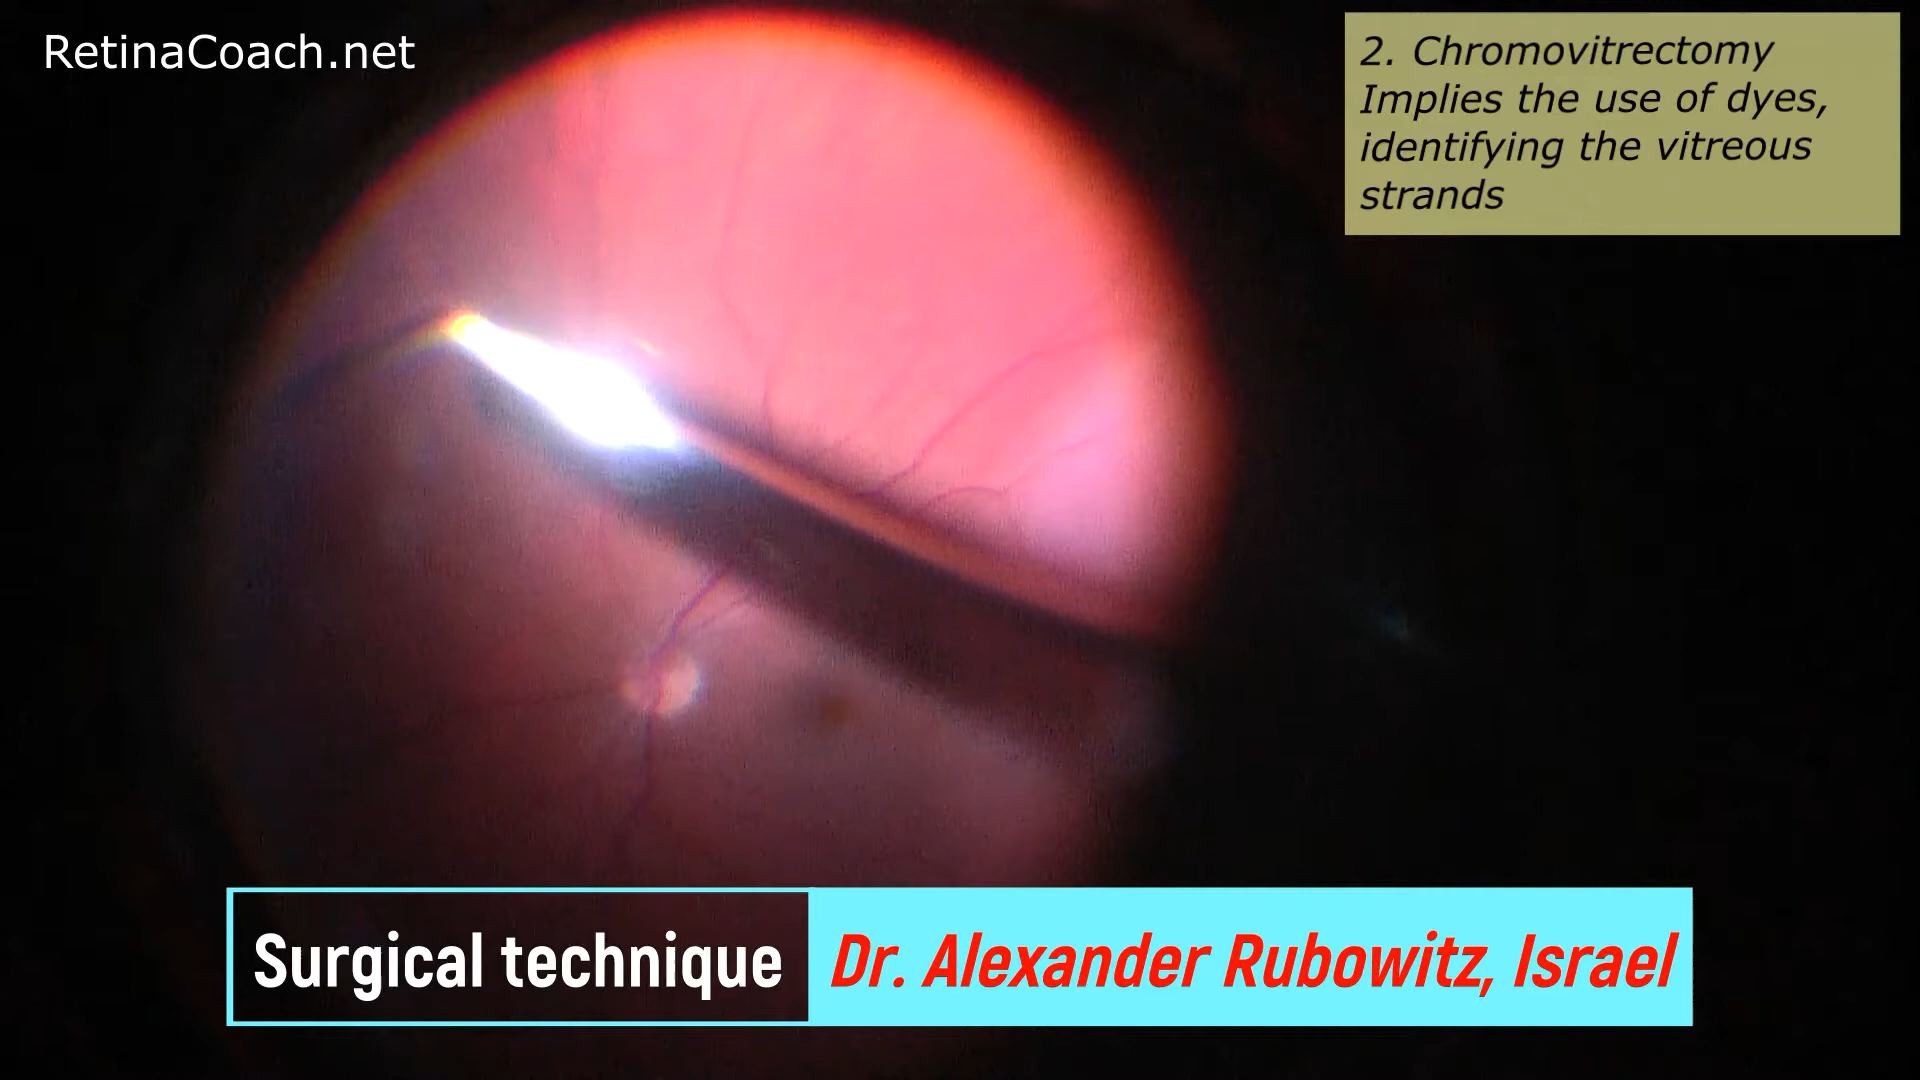 RetinaCoach.net
2. Chromovitrectomy
Implies the use of dyes,
identifying the vitreous
strands
Surgical technique
Dr. Alexander Rubowitz, Israel